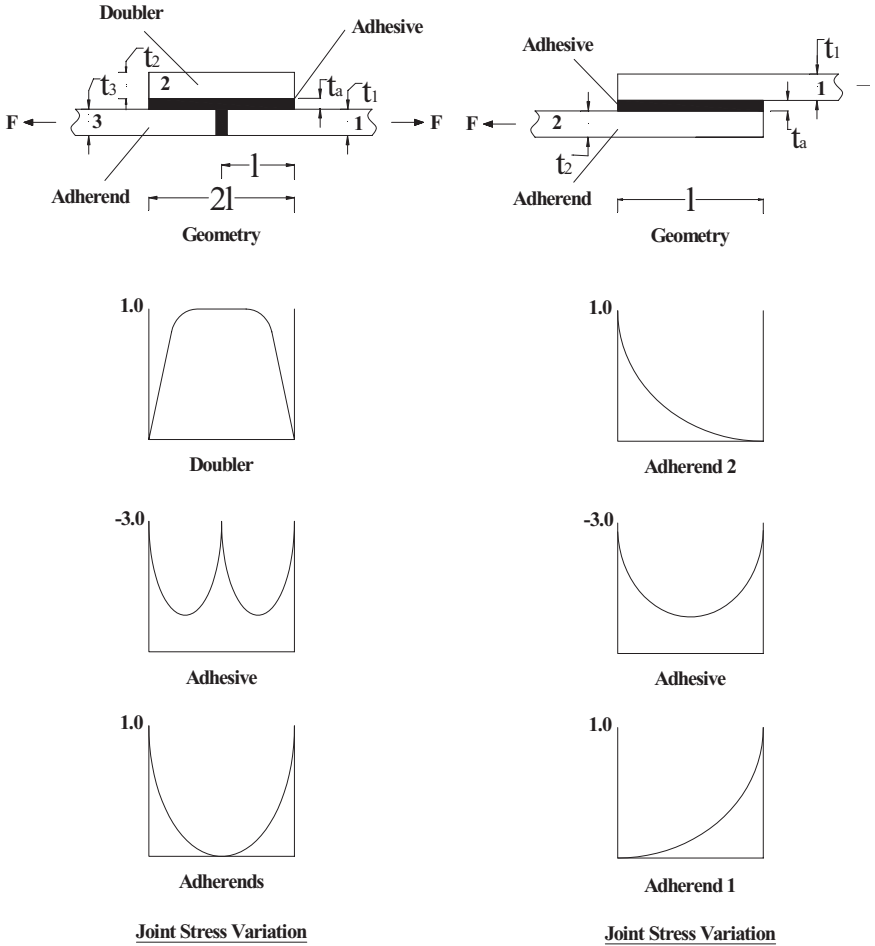 Doubler
Adhesive
t2
t3
2
ta
t1
F
3
1
F
l
Adherend
2l
Geometry
1.0
Doubler
-3.0
Adhesive
1.0
Adherends
Joint Stress Variation
Adhesive
t1
1
F
2
ta
t2
Adherend
l
Geometry
1.0
Adherend 2
-3.0
Adhesive
1.0
Adherend 1
Joint Stress Variation